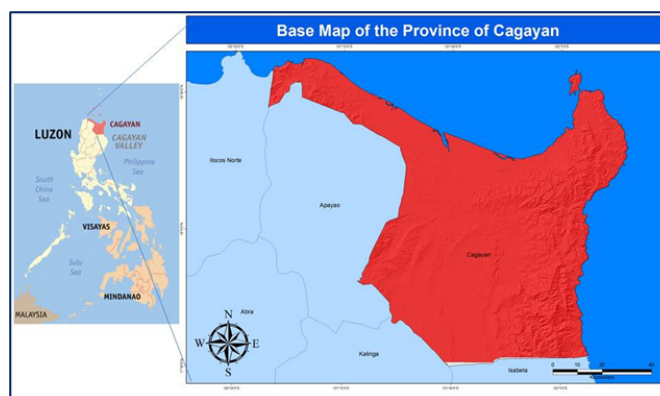 Base Map of the Province of Cagayan
LUZON
CAGAYAN
CAGAYAN
VALLEY
Philippine
Sea
South
China
Sea
VISAYAS
Sulu
Sea
MINDANAO
MALAYSIA
Ilocos Norte
Apayao
Cagayan
Abra
Kalinga
Isabela
N
W
E
S
0
10
20
40
Kilometers